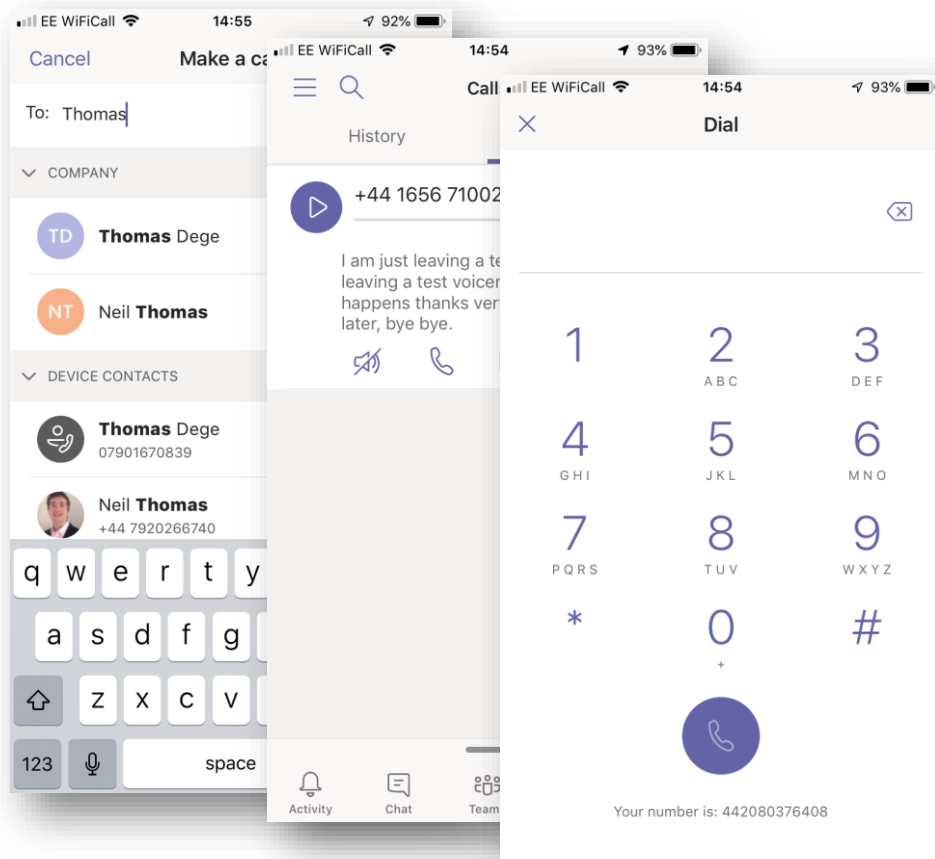 EE WiFiCall 14:55 92%
Cancel Make a ca
To: Thomas
COMPANY
TD Thomas Dege
NT Neil Thomas
DEVICE CONTACTS
Thomas Dege
07901670839
Neil Thomas
+44 7920266740
q w e r t y
a s d f g
z x c v
123 space
EE WiFiCall 14:54 93%
Call
History
+44 1656 71002
I am just leaving a te
leaving a test voicer
happens thanks ver
later, bye bye.
Activity Chat Team
EE WiFiCall 14:54 93%
Dial
1 2 3
ABC DEF
4 5 6
GHI JKL MNO
7 8 9
PQRS TUV WXYZ
* 0 #
+
Your number is: 442080376408